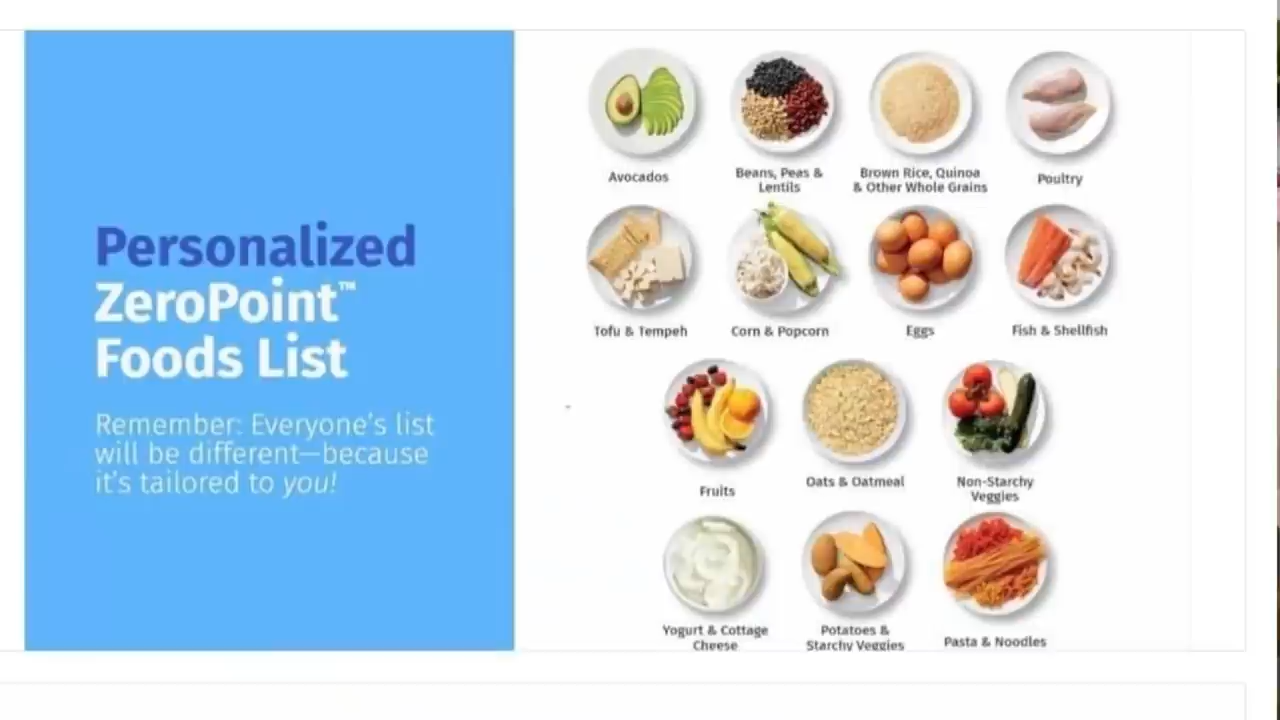 Personalized
ZeroPoint™
Foods List
Remember: Everyone's list
will be different—because
it's tailored to you!
Avocados
Beans, Peas &
Lentils
Brown Rice, Quinoa
& Other Whole Grains
Poultry
Tofu & Tempeh
Corn & Popcorn
Eggs
Fish & Shellfish
Fruits
Oats & Oatmeal
Non-Starchy
Veggies
Yogurt & Cottage
Cheese
Potatoes &
Starchy Veggies
Pasta & Noodles